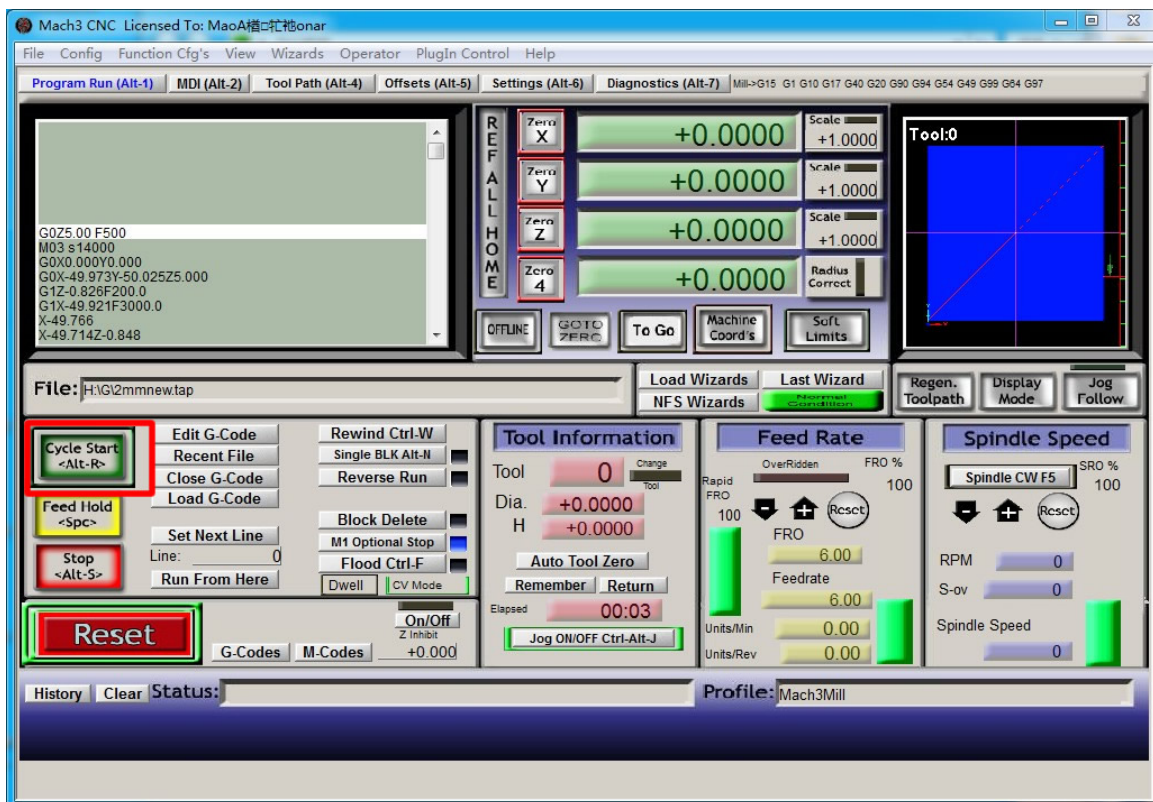 Mach3 CNC Licensed To: MaoA楿□牤栀onar
File Config Function Cfg's View Wizards Operator PlugIn Control Help
Program Run (Alt-1) MDI (Alt-2) Tool Path (Alt-4) Offsets (Alt-5) Settings (Alt-6) Diagnostics (Alt-7) Mill->G15 G1 G10 G17 G40 G20 G90 G94 G54 G49 G99 G64 G97
REF ALL HOME
Zero X +0.0000 Scale +1.0000
Zero Y +0.0000 Scale +1.0000
Zero Z +0.0000 Scale +1.0000
Zero 4 +0.0000 Radius Correct
Tool:0
G0Z5.00 F500
M03 s14000
G0X0.000Y0.000
G0X-49.973Y-50.025Z5.000
G1Z-0.826F200.0
G1X-49.921F3000.0
X-49.766
X-49.714Z-0.848
OFFLINE GOTO ZERO To Go Machine Coord's Soft Limits
File: H:\G\2mmnew.tap
Load Wizards Last Wizard
NFS Wizards Normal Condition
Regen. Toolpath Display Mode Jog Follow
Cycle Start <Alt-R>
Feed Hold <Spc>
Stop <Alt-S>
Edit G-Code
Recent File
Close G-Code
Load G-Code
Set Next Line
Line: 0
Run From Here
Rewind Ctrl-W
Single BLK Alt-N
Reverse Run
Block Delete
M1 Optional Stop
Flood Ctrl-F
Dwell CV Mode
Reset
G-Codes M-Codes
On/Off
Z Inhibit
+0.000
Tool Information
Tool 0 Change Tool
Dia. +0.0000
H +0.0000
Auto Tool Zero
Remember Return
Elapsed 00:03
Jog ON/OFF Ctrl-Alt-J
Feed Rate
OverRidden FRO %
100
Rapid FRO
100
Reset
FRO
6.00
Feedrate
6.00
Units/Min 0.00
Units/Rev 0.00
Spindle Speed
Spindle CW F5 SRO %
100
Reset
RPM 0
S-ov 0
Spindle Speed
0
History Clear Status: Profile: Mach3Mill